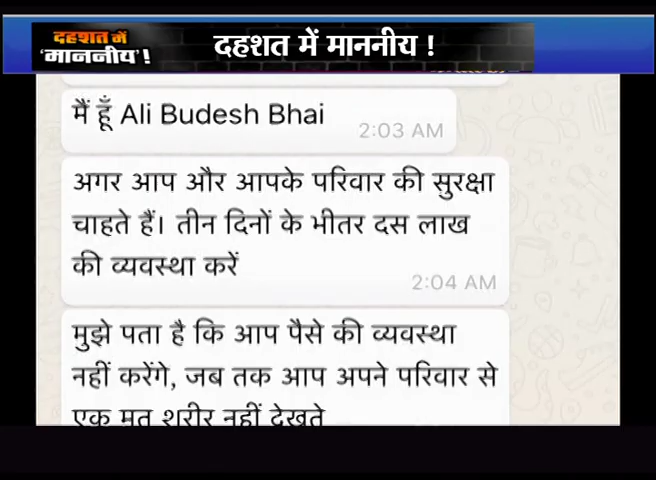 दहशत में
'माननीय'!
दहशत में माननीय !
मैं हूँ Ali Budesh Bhai
2:03 AM
अगर आप और आपके परिवार की सुरक्षा
चाहते हैं। तीन दिनों के भीतर दस लाख
की व्यवस्था करें
2:04 AM
मुझे पता है कि आप पैसे की व्यवस्था
नहीं करेंगे, जब तक आप अपने परिवार से
एक मृत शरीर नहीं देखते